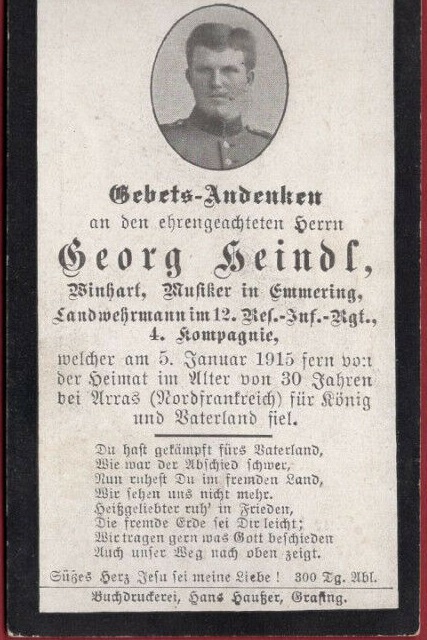 Gebets-Andenken
an den ehrengeachteten Herrn
Georg Heindl,
Winhart, Musiker in Emmering,
Landwehrmann im 12. Res.-Inf.-Rgt.,
4. Kompagnie,
welcher am 5. Januar 1915 fern von
der Heimat im Alter von 30 Jahren
bei Arras (Nordfrankreich) für König
und Vaterland fiel.
Du hast gekämpft fürs Vaterland,
Wie war der Abschied schwer,
Nun ruhest Du im fremden Land,
Wir sehen uns nicht mehr.
Heißgeliebter ruh' in Frieden,
Die fremde Erde sei Dir leicht;
Wir tragen gern was Gott beschieden
Auch unser Weg nach oben zeigt.
Süßes Herz Jesu sei meine Liebe! 300 Tg. Abl.
Buchdruckerei, Hans Haußer, Grafing.